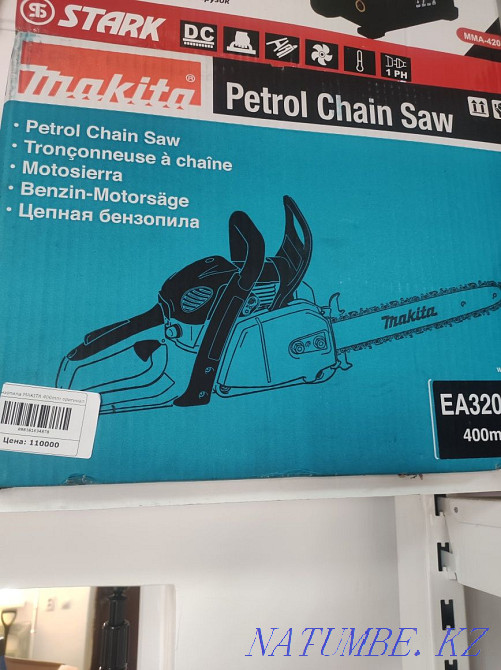 STARK
DC
1 PH
MMA-420
makita®
Petrol Chain Saw
• Petrol Chain Saw
• Tronçonneuse à chaîne
• Motosierra
• Benzin-Motorsäge
• Цепная бензопила
makita
EA320
400m
Цена: 110000
NATUMBE.KZ